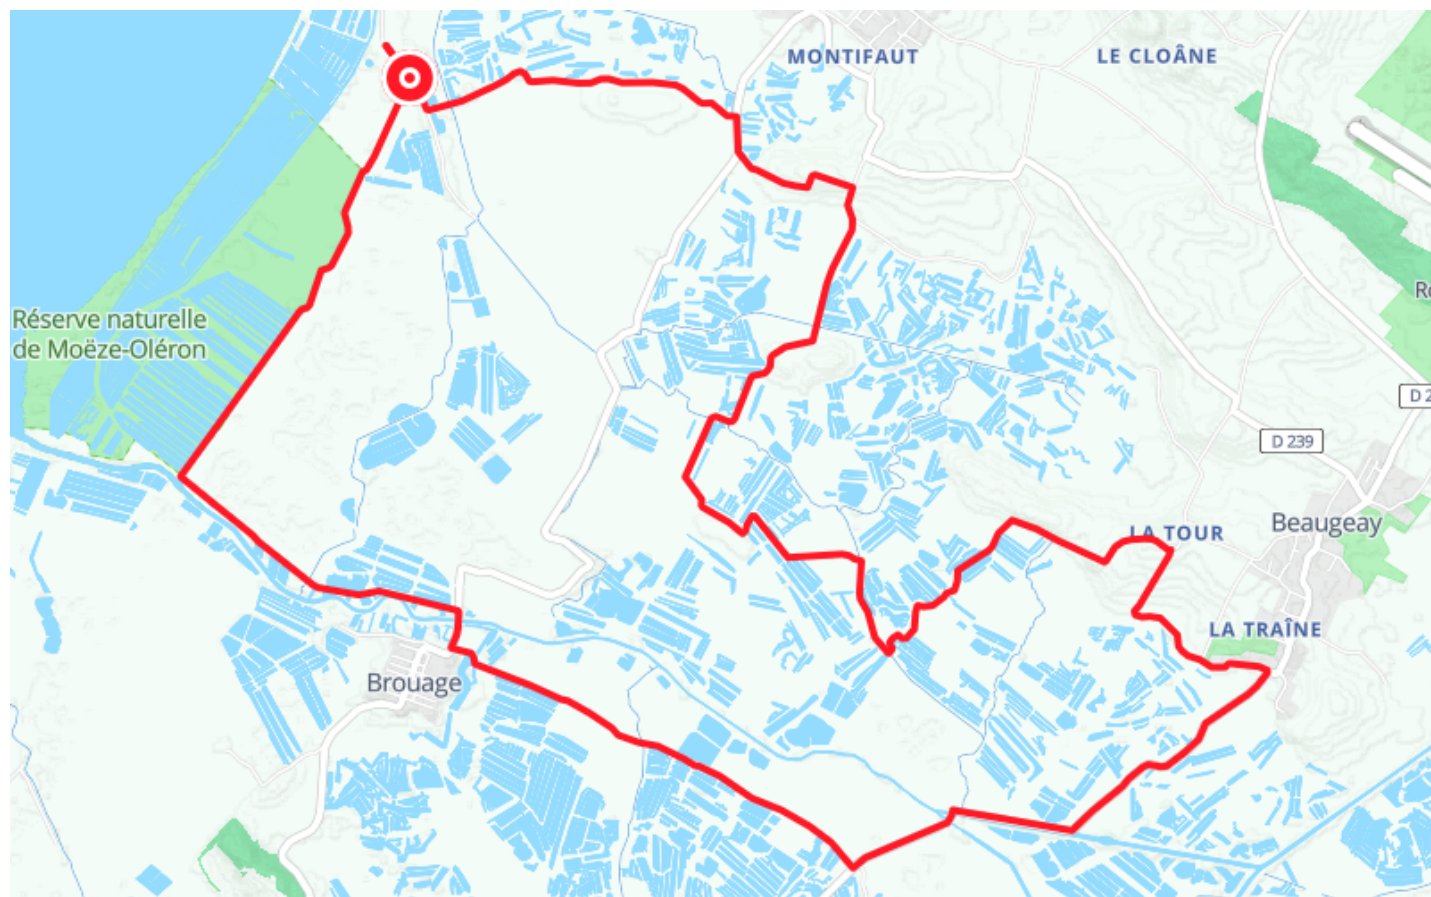 MONTIFAUT
LE CLOÂNE
Réserve naturelle
de Moëze-Oléron
D 239
Beaugeay
LA TOUR
LA TRAÎNE
Brouage